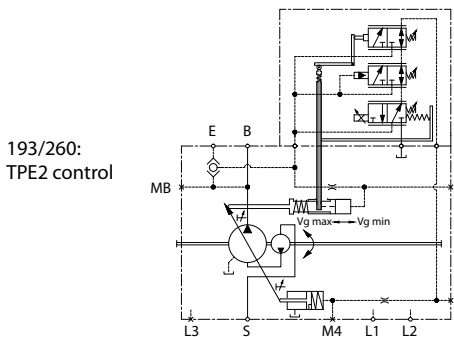 193/260:
TPE2 control
E B
MB
Vg max Vg min
L3 S M4 L1 L2